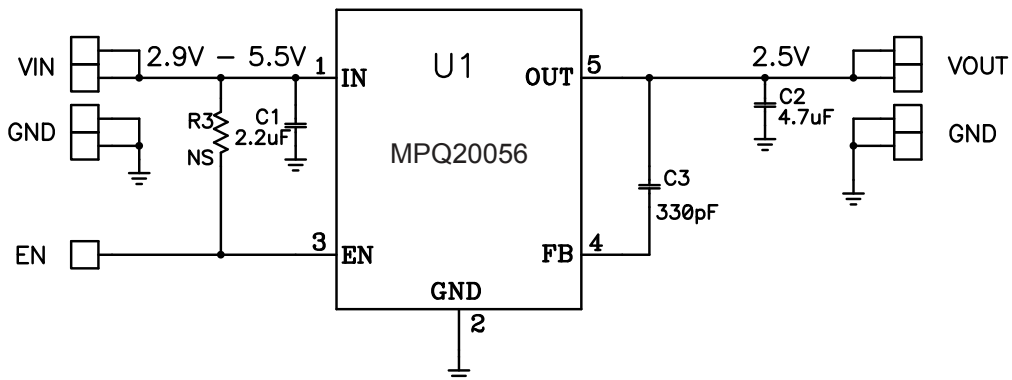 VIN
2.9V – 5.5V
1
IN
U1
OUT
5
2.5V
VOUT
GND
R3
NS
C1
2.2uF
MPQ20056
C2
4.7uF
GND
C3
330pF
EN
3
EN
FB
4
GND
2